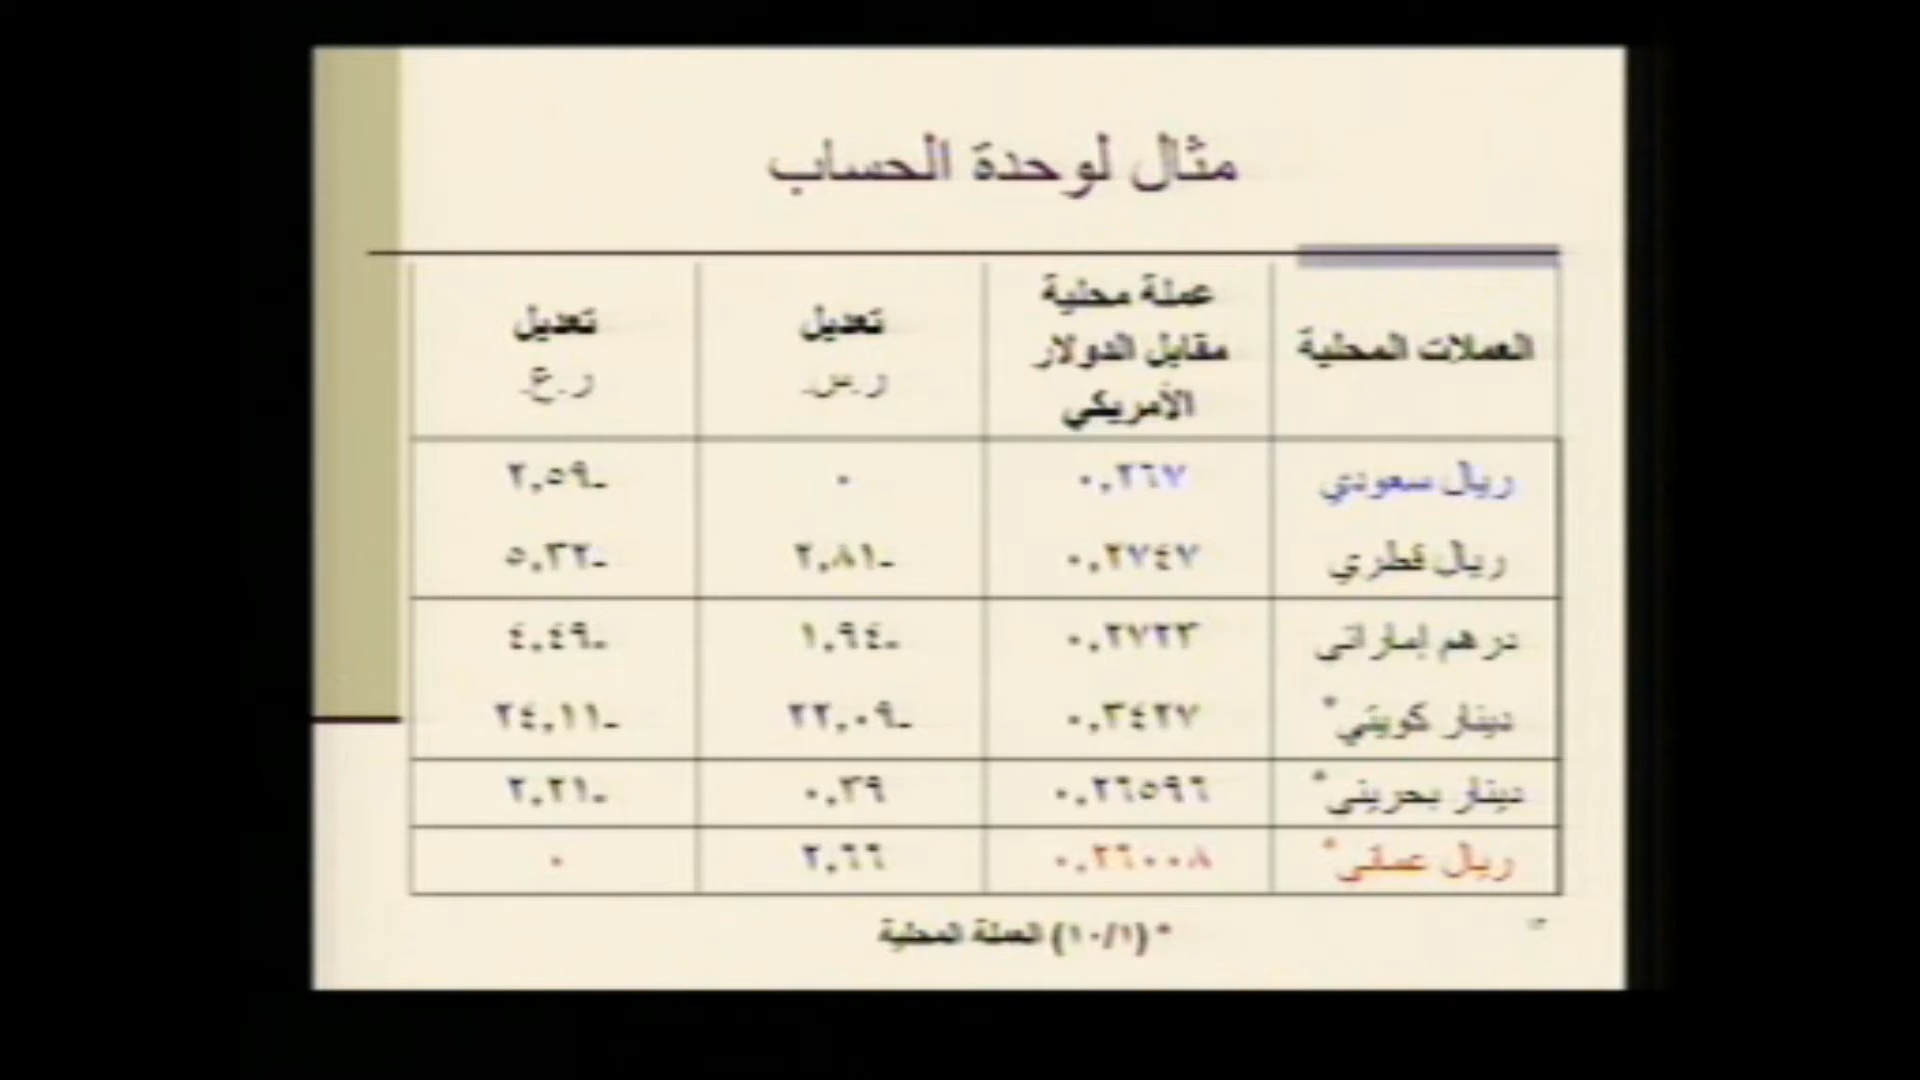 مثال لوحدة الحساب
العملات المحلية	عملة محلية مقابل الدولار الأمريكي	تعديل ر.س.	تعديل ر.ع.
ريال سعودي	٠,٢٦٧	٠	-٢,٥٩
ريال قطري	٠,٢٧٤٧	-٢,٨١	-٥,٣٢
درهم إماراتي	٠,٢٧٢٣	-١,٩٤	-٤,٤٩
دينار كويتي*	٠,٣٤٢٧	-٢٢,٠٩	-٢٤,١١
دينار بحريني*	٠,٢٦٥٩٦	٠,٣٩	-٢,٢١
ريال عماني*	٠,٢٦٠٠٨	٢,٦٦	٠
* (١٠/١) العملة المحلية